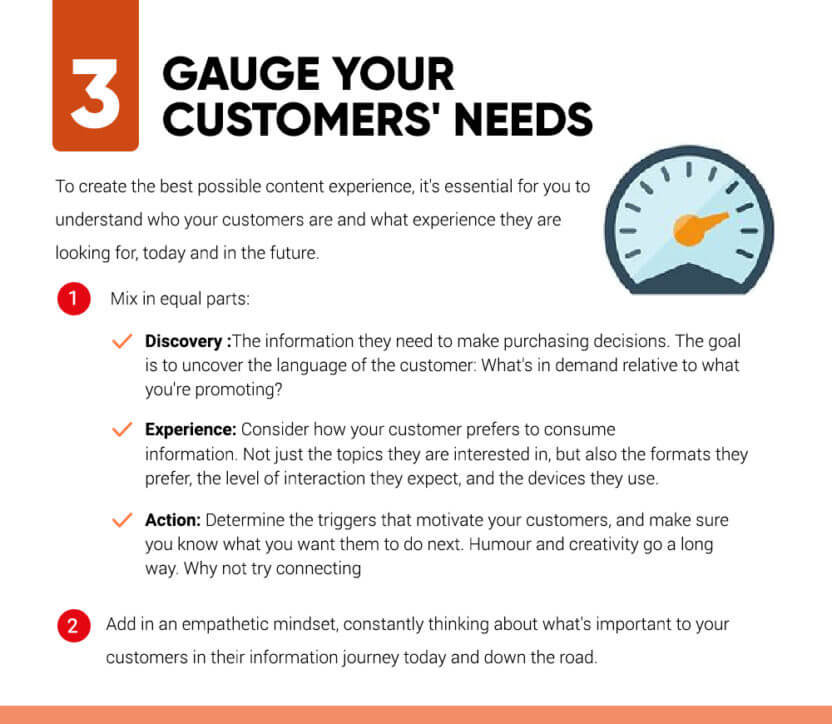 3
GAUGE YOUR
CUSTOMERS' NEEDS
To create the best possible content experience, it's essential for you to
understand who your customers are and what experience they are
looking for, today and in the future.
1 Mix in equal parts:
Discovery :The information they need to make purchasing decisions. The goal
is to uncover the language of the customer: What's in demand relative to what
you're promoting?
Experience: Consider how your customer prefers to consume
information. Not just the topics they are interested in, but also the formats they
prefer, the level of interaction they expect, and the devices they use.
Action: Determine the triggers that motivate your customers, and make sure
you know what you want them to do next. Humour and creativity go a long
way. Why not try connecting
2 Add in an empathetic mindset, constantly thinking about what's important to your
customers in their information journey today and down the road.